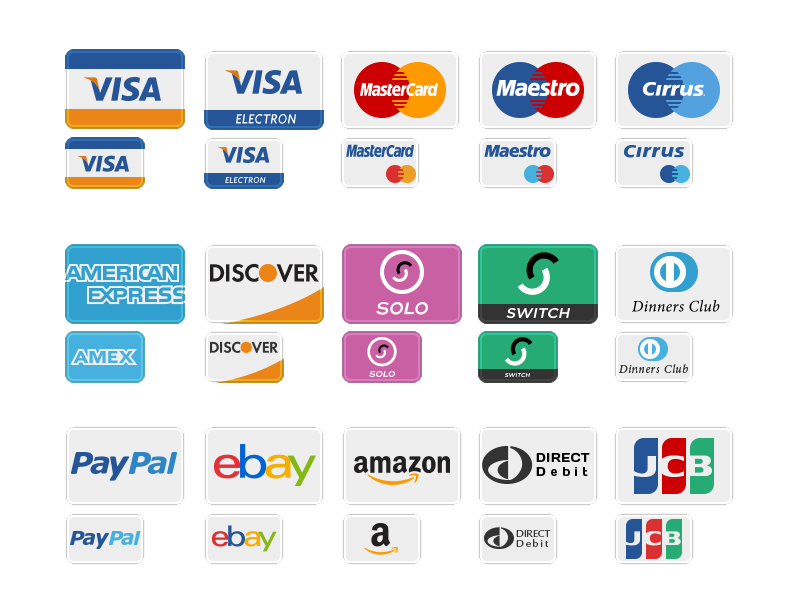 VISA
VISA
ELECTRON
MasterCard
Maestro
Cirrus
VISA
VISA
ELECTRON
MasterCard
Maestro
Cirrus
AMERICAN
EXPRESS
DISCOVER
SOLO
SWITCH
Dinners Club
AMEX
DISCOVER
SOLO
SWITCH
Dinners Club
PayPal
ebay
amazon
DIRECT
Debit
JCB
PayPal
ebay
a
DIRECT
Debit
JCB